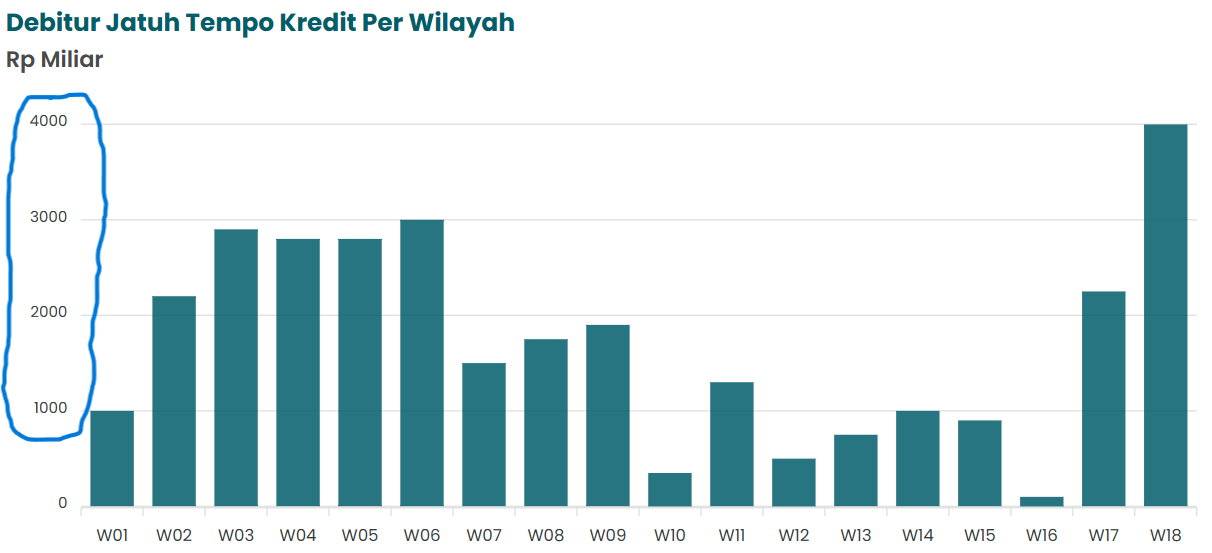 Debitur Jatuh Tempo Kredit Per Wilayah
Rp Miliar
4000
3000
2000
1000
0
W01 W02 W03 W04 W05 W06 W07 W08 W09 W10 W11 W12 W13 W14 W15 W16 W17 W18